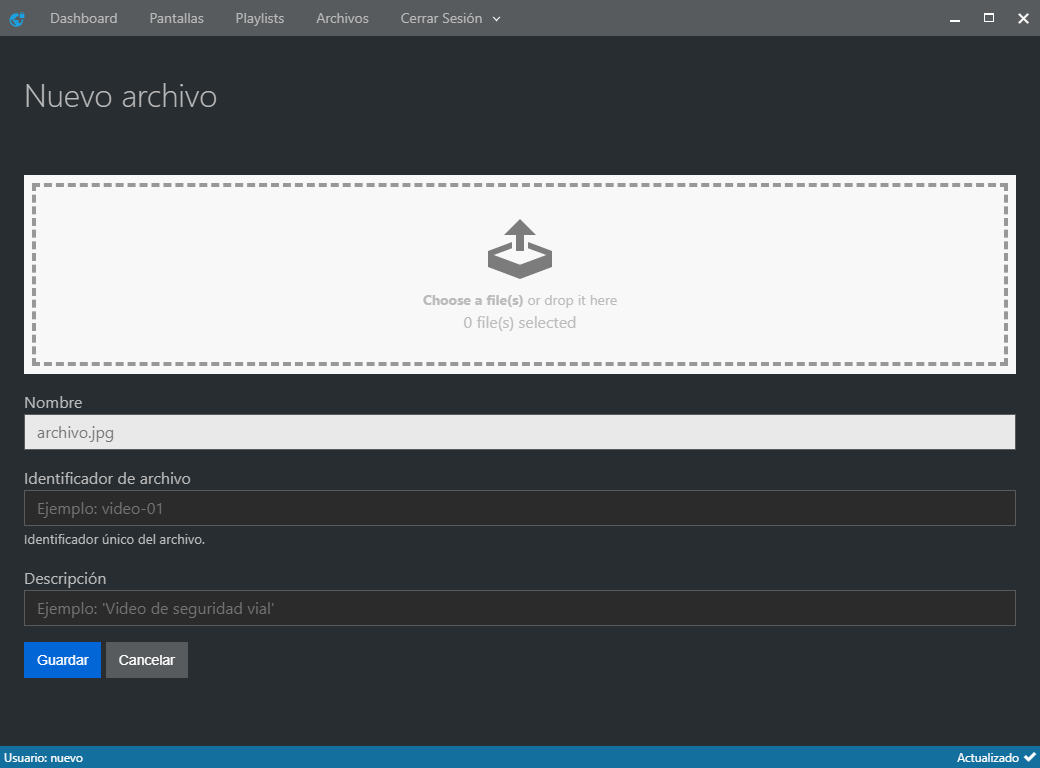 Dashboard Pantallas Playlists Archivos Cerrar Sesión
Nuevo archivo
Choose a file(s) or drop it here
0 file(s) selected
Nombre
archivo.jpg
Identificador de archivo
Ejemplo: video-01
Identificador único del archivo.
Descripción
Ejemplo: 'Video de seguridad vial'
Guardar Cancelar
Usuario: nuevo Actualizado